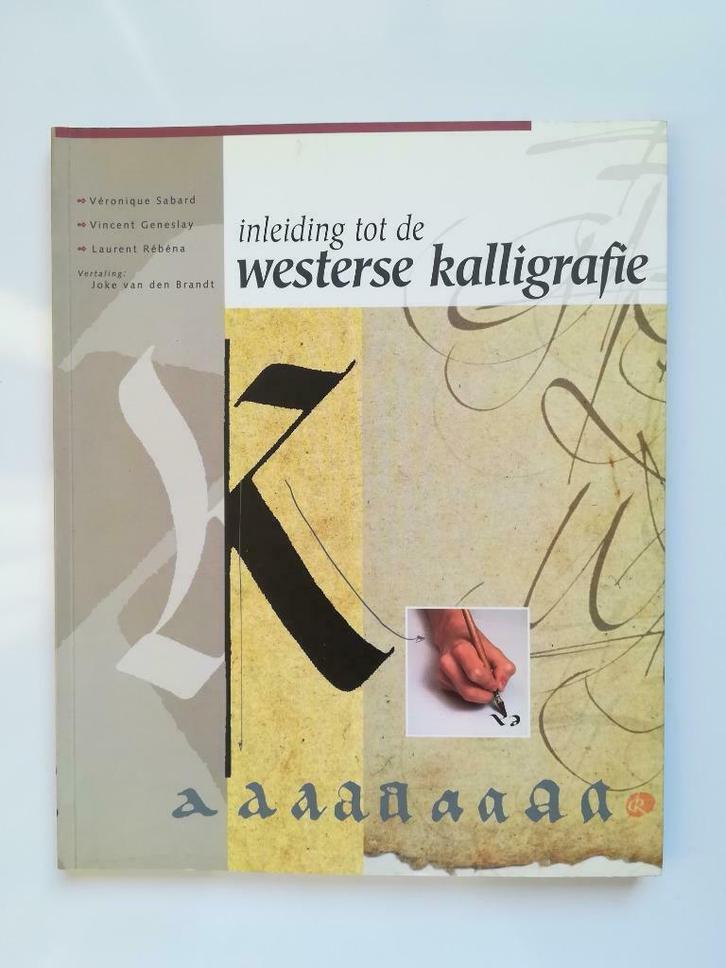 Véronique Sabard
Vincent Geneslay
Laurent Rébéna
Vertaling:
Joke van den Brandt
inleiding tot de
westerse kalligrafie
K
a a a a a a a a a a